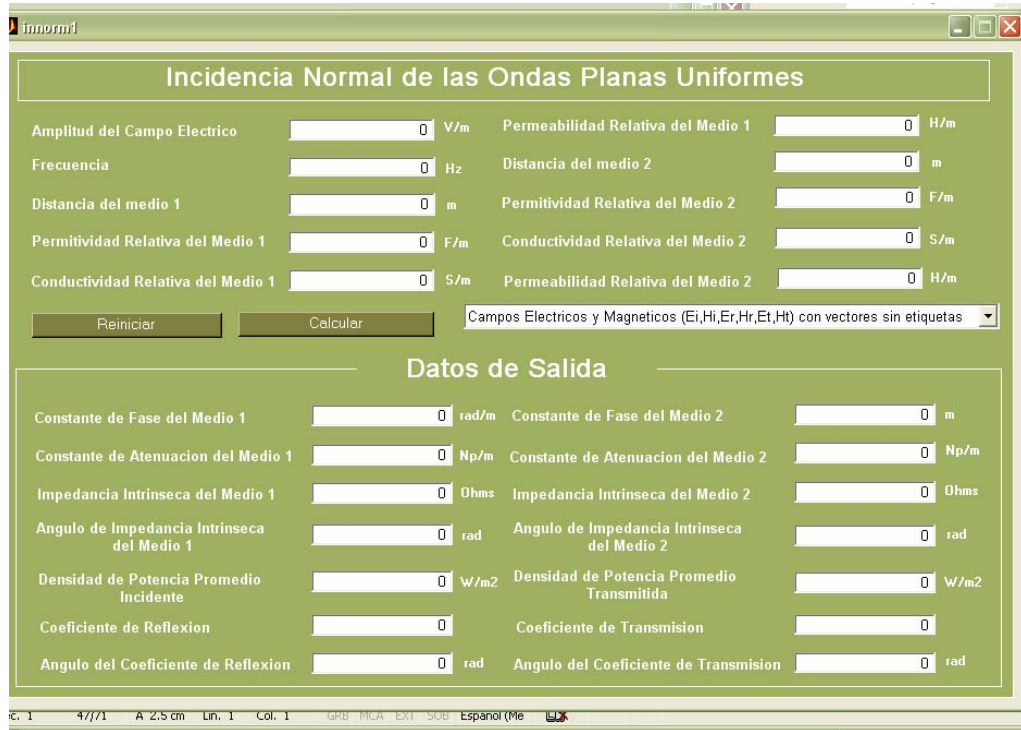 innorm1
Incidencia Normal de las Ondas Planas Uniformes
Amplitud del Campo Electrico 0 V/m Permeabilidad Relativa del Medio 1 0 H/m
Frecuencia 0 Hz Distancia del medio 2 0 m
Distancia del medio 1 0 m Permitividad Relativa del Medio 2 0 F/m
Permitividad Relativa del Medio 1 0 F/m Conductividad Relativa del Medio 2 0 S/m
Conductividad Relativa del Medio 1 0 S/m Permeabilidad Relativa del Medio 2 0 H/m
Reiniciar Calcular Campos Electricos y Magneticos (Ei,Hi,Er,Hr,Et,Ht) con vectores sin etiquetas
Datos de Salida
Constante de Fase del Medio 1 0 rad/m Constante de Fase del Medio 2 0 m
Constante de Atenuacion del Medio 1 0 Np/m Constante de Atenuacion del Medio 2 0 Np/m
Impedancia Intrinseca del Medio 1 0 Ohms Impedancia Intrinseca del Medio 2 0 Ohms
Angulo de Impedancia Intrinseca
del Medio 1 0 rad
Angulo de Impedancia Intrinseca
del Medio 2 0 rad
Densidad de Potencia Promedio
Incidente 0 W/m2
Densidad de Potencia Promedio
Transmitida 0 W/m2
Coeficiente de Reflexion 0 Coeficiente de Transmision 0
Angulo del Coeficiente de Reflexion 0 rad Angulo del Coeficiente de Transmision 0 rad
1 47/71 A 2.5 cm Lín. 1 Col. 1 GRB MCA EXT SOB Español (Me